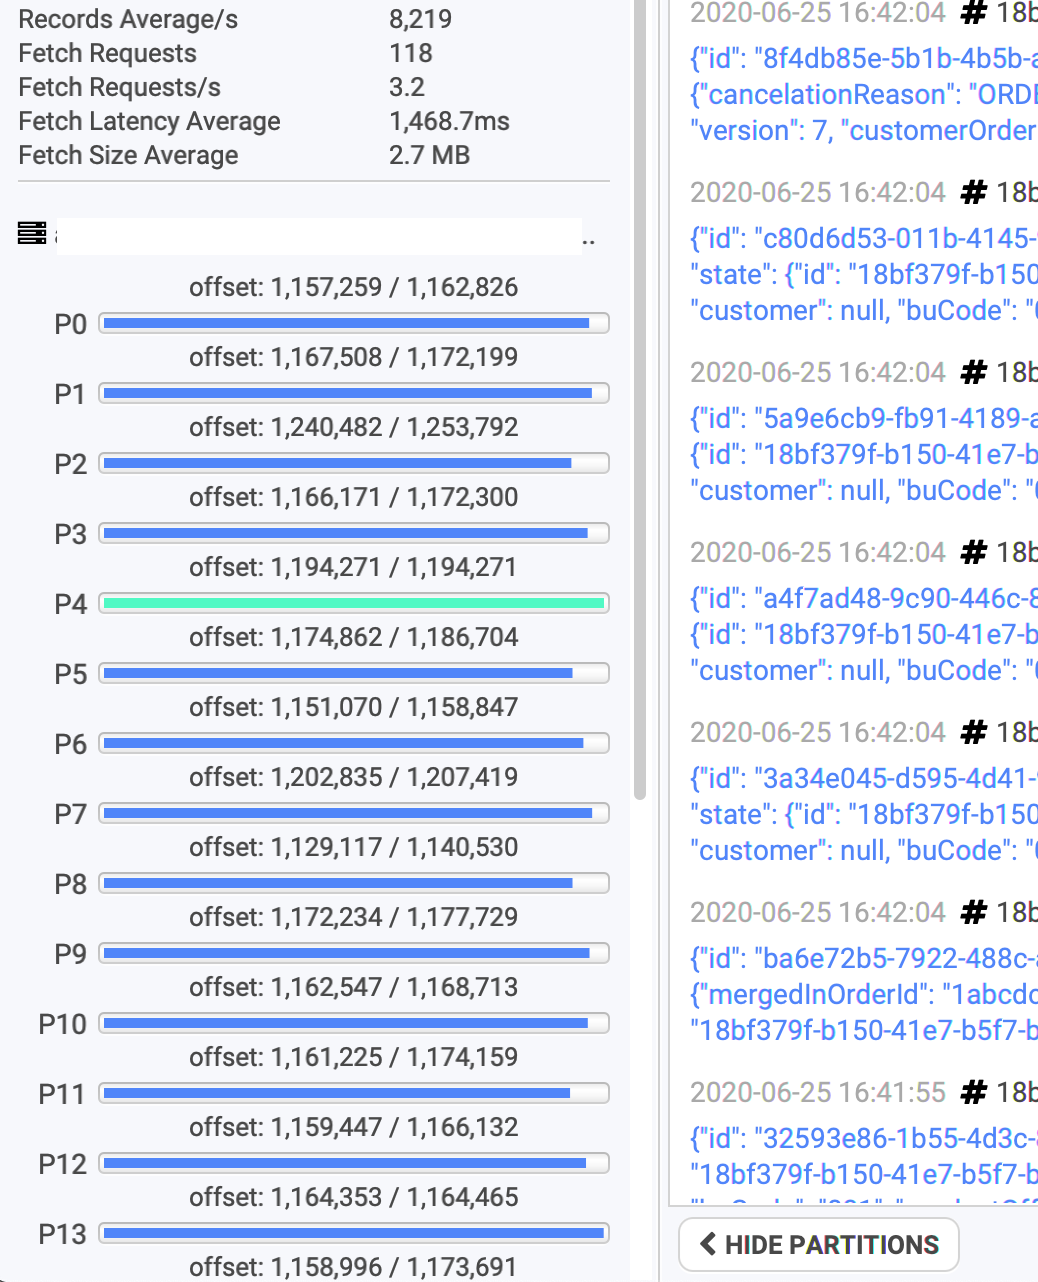 Records Average/s 8,219
Fetch Requests 118
Fetch Requests/s 3.2
Fetch Latency Average 1,468.7ms
Fetch Size Average 2.7 MB
..
offset: 1,157,259 / 1,162,826
P0
offset: 1,167,508 / 1,172,199
P1
offset: 1,240,482 / 1,253,792
P2
offset: 1,166,171 / 1,172,300
P3
offset: 1,194,271 / 1,194,271
P4
offset: 1,174,862 / 1,186,704
P5
offset: 1,151,070 / 1,158,847
P6
offset: 1,202,835 / 1,207,419
P7
offset: 1,129,117 / 1,140,530
P8
offset: 1,172,234 / 1,177,729
P9
offset: 1,162,547 / 1,168,713
P10
offset: 1,161,225 / 1,174,159
P11
offset: 1,159,447 / 1,166,132
P12
offset: 1,164,353 / 1,164,465
P13
offset: 1,158,996 / 1,173,691
2020-06-25 16:42:04 # 18b
{"id": "8f4db85e-5b1b-4b5b-a
{"cancelationReason": "ORDE
"version": 7, "customerOrder
2020-06-25 16:42:04 # 18b
{"id": "c80d6d53-011b-4145-
"state": {"id": "18bf379f-b150
"customer": null, "buCode": "
2020-06-25 16:42:04 # 18b
{"id": "5a9e6cb9-fb91-4189-a
{"id": "18bf379f-b150-41e7-b
"customer": null, "buCode": "
2020-06-25 16:42:04 # 18b
{"id": "a4f7ad48-9c90-446c-8
{"id": "18bf379f-b150-41e7-b
"customer": null, "buCode": "
2020-06-25 16:42:04 # 18b
{"id": "3a34e045-d595-4d41-
"state": {"id": "18bf379f-b150
"customer": null, "buCode": "
2020-06-25 16:42:04 # 18b
{"id": "ba6e72b5-7922-488c-a
{"mergedInOrderId": "1abcdc
"18bf379f-b150-41e7-b5f7-b
2020-06-25 16:41:55 # 18b
{"id": "32593e86-1b55-4d3c-8
"18bf379f-b150-41e7-b5f7-b
HIDE PARTITIONS